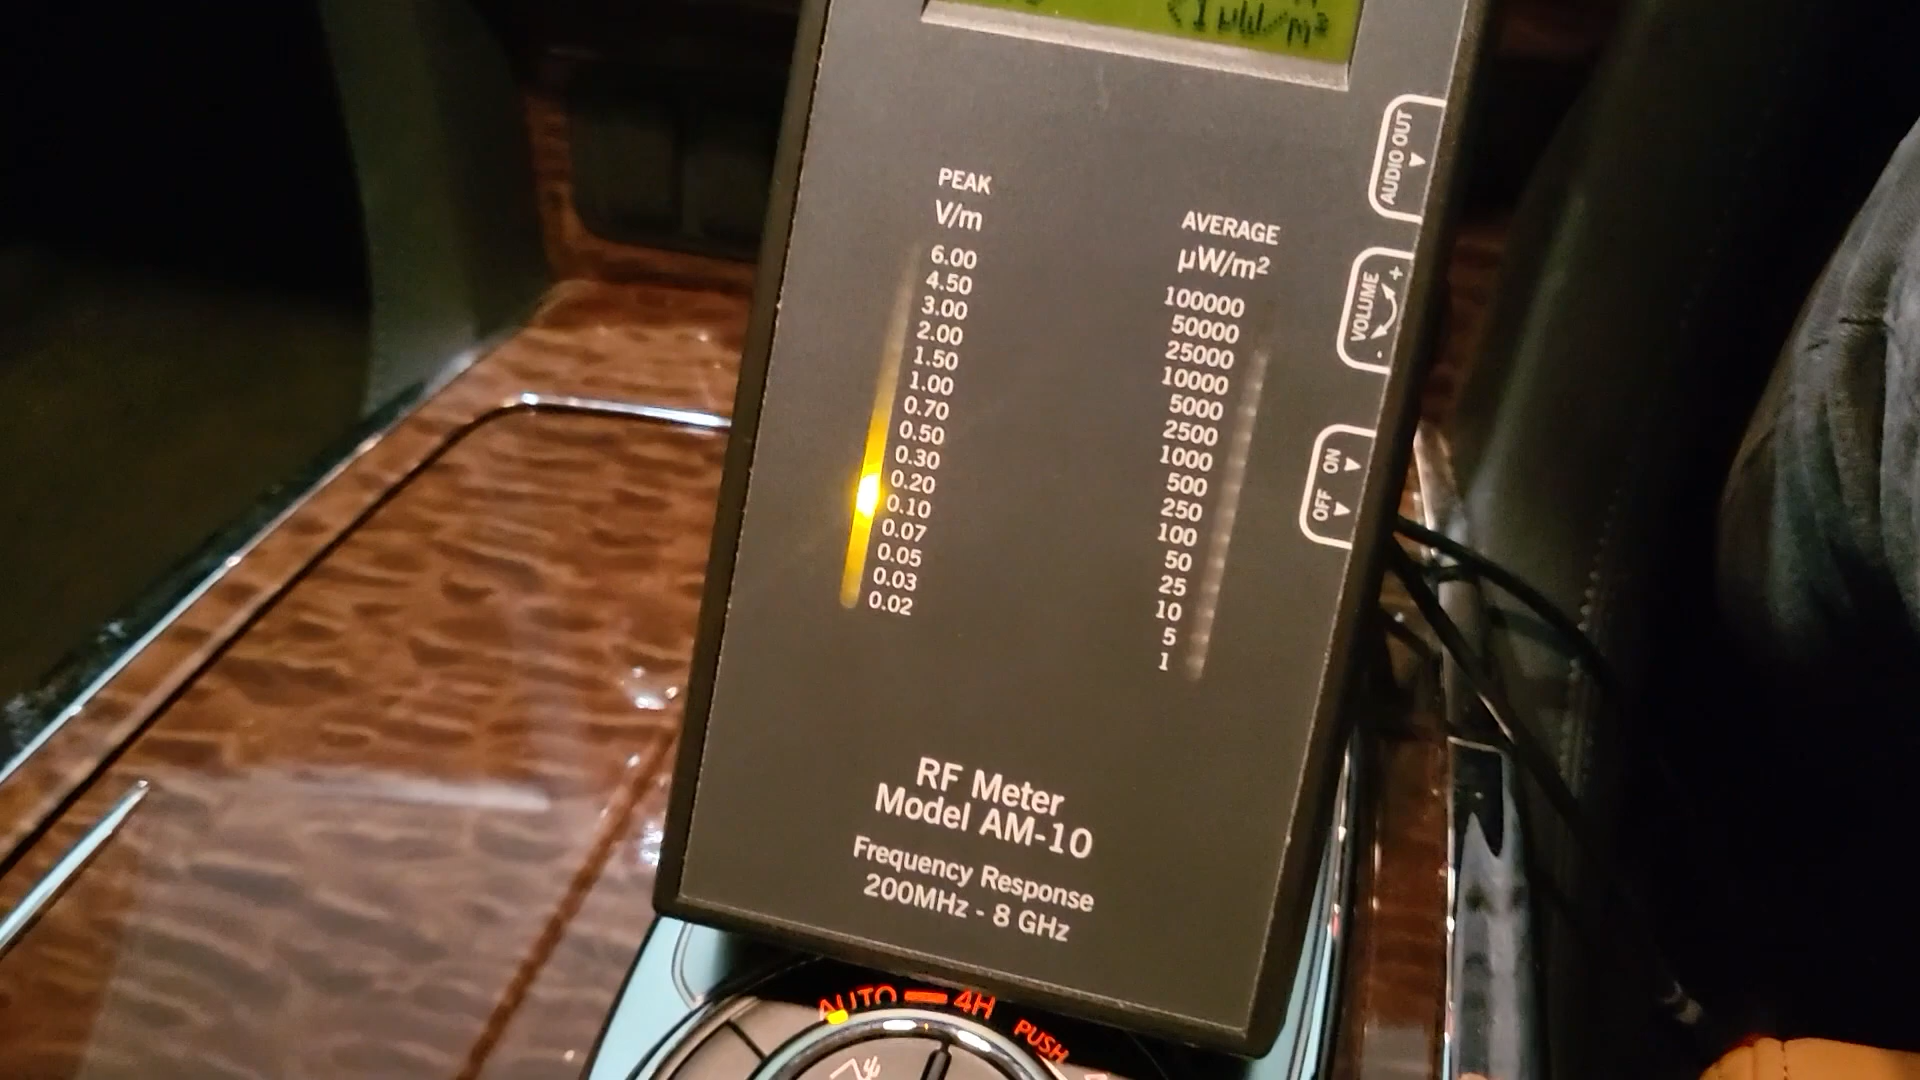 <1 µW/m²
PEAK
V/m
6.00
4.50
3.00
2.00
1.50
1.00
0.70
0.50
0.30
0.20
0.10
0.07
0.05
0.03
0.02
AVERAGE
µW/m²
100000
50000
25000
10000
5000
2500
1000
500
250
100
50
25
10
5
1
AUDIO OUT
VOLUME
- +
OFF ON
RF Meter
Model AM-10
Frequency Response
200MHz - 8 GHz
AUTO 4H
PUSH